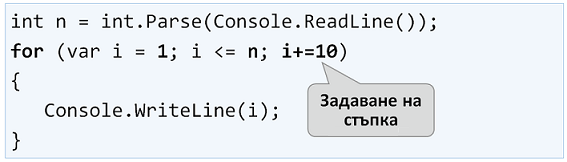 int n = int.Parse(Console.ReadLine());
for (var i = 1; i <= n; i+=10)
{
Console.WriteLine(i);
}
Задаване на
стъпка